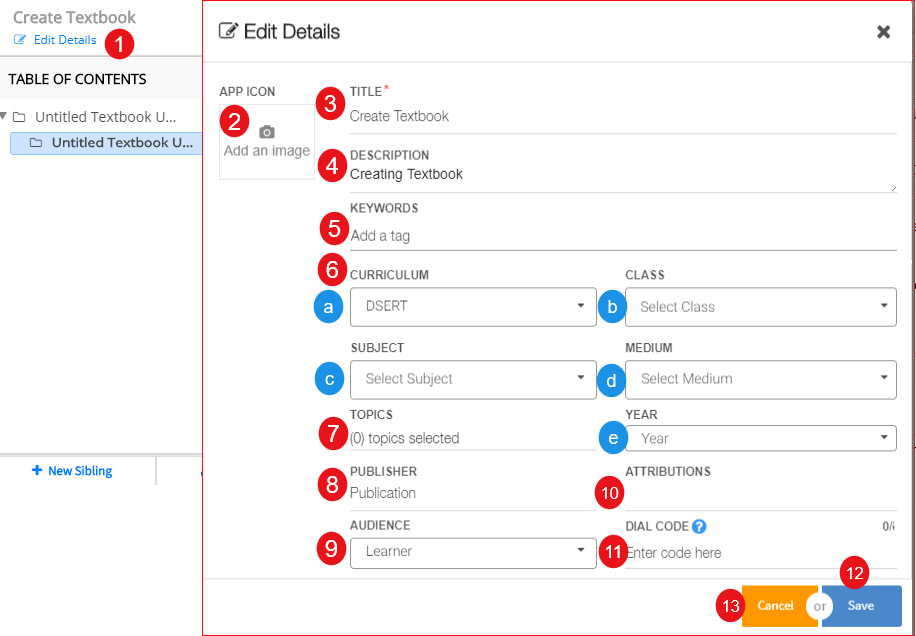 Create Textbook
Edit Details
1
TABLE OF CONTENTS
Untitled Textbook U...
Untitled Textbook U...
New Sibling
Edit Details
APP ICON
2
Add an image
3
TITLE*
Create Textbook
4
DESCRIPTION
Creating Textbook
5
KEYWORDS
Add a tag
6
CURRICULUM
a
DSERT
CLASS
b
Select Class
SUBJECT
c
Select Subject
MEDIUM
d
Select Medium
TOPICS
7
(0) topics selected
YEAR
e
Year
PUBLISHER
8
Publication
ATTRIBUTIONS
10
AUDIENCE
9
Learner
DIAL CODE ?
11
Enter code here
12
13
Cancel or Save